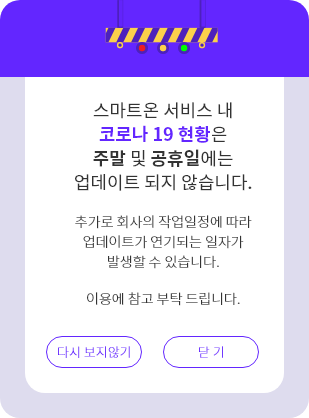 스마트온 서비스 내
코로나 19 현황은
주말 및 공휴일에는
업데이트 되지 않습니다.
추가로 회사의 작업일정에 따라
업데이트가 연기되는 일자가
발생할 수 있습니다.
이용에 참고 부탁 드립니다.
다시 보지않기
닫 기